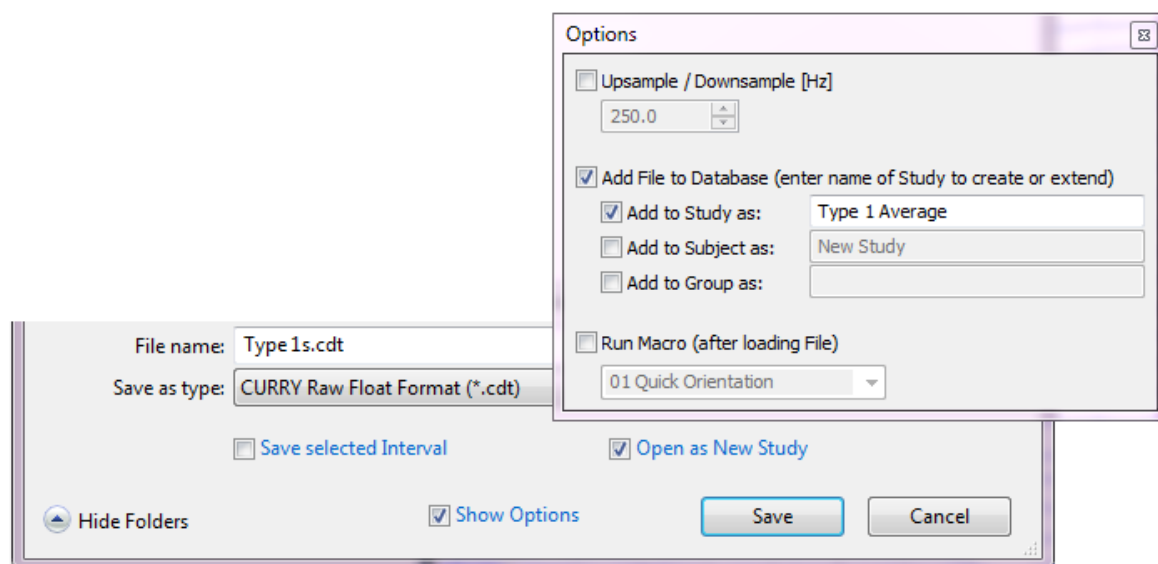 Options
Upsample / Downsample [Hz]
250.0
Add File to Database (enter name of Study to create or extend)
Add to Study as: Type 1 Average
Add to Subject as: New Study
Add to Group as:
Run Macro (after loading File)
01 Quick Orientation
File name: Type 1s.cdt
Save as type: CURRY Raw Float Format (*.cdt)
Save selected Interval Open as New Study
Hide Folders Show Options Save Cancel